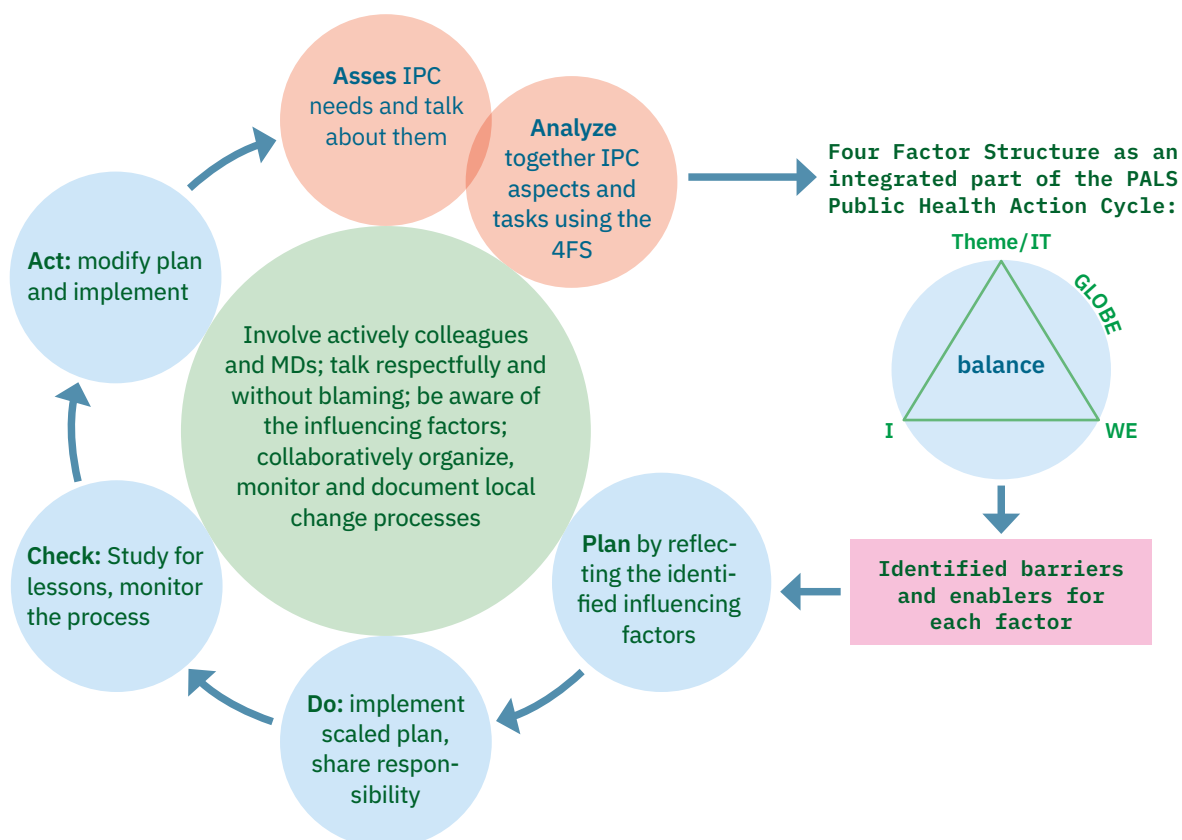 Asses IPC
needs and talk
about them
Analyze
together IPC
aspects and
tasks using the
4FS
Four Factor Structure as an
integrated part of the PALS
Public Health Action Cycle:
Theme/IT
GLOBE
balance
I
WE
Identified barriers
and enablers for
each factor
Plan by reflec-
ting the identi-
fied influencing
factors
Do: implement
scaled plan,
share respon-
sibility
Check: Study for
lessons, monitor
the process
Act: modify plan
and implement
Involve actively colleagues
and MDs; talk respectfully and
without blaming; be aware of
the influencing factors;
collaboratively organize,
monitor and document local
change processes